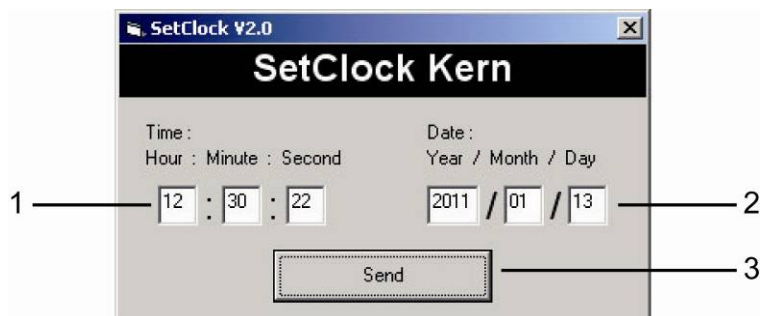 SetClock V2.0
SetClock Kern
Time : Date :
Hour : Minute : Second Year / Month / Day
1 12 : 30 : 22 2011 / 01 / 13 2
Send 3